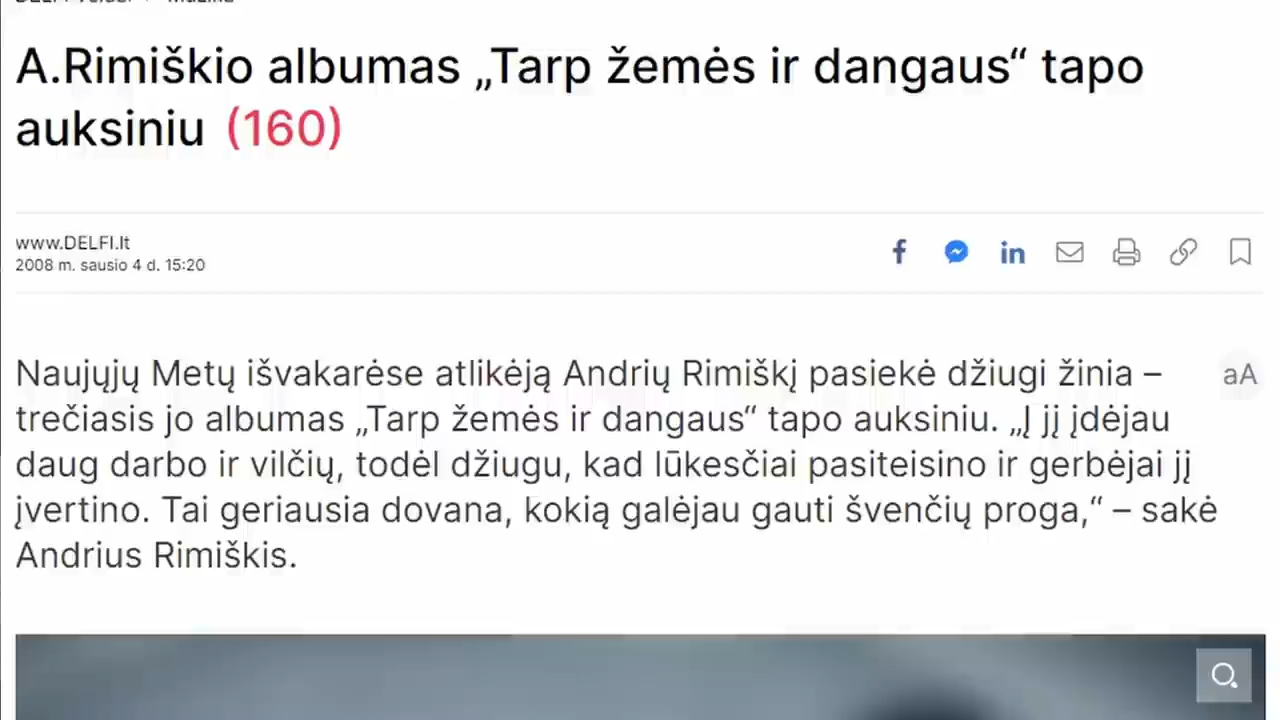 A.Rimiškio albumas „Tarp žemės ir dangaus“ tapo
auksiniu (160)
www.DELFI.lt
2008 m. sausio 4 d. 15:20
Naujųjų Metų išvakarėse atlikėją Andrių Rimiškį pasiekė džiugi žinia –
aA
trečiasis jo albumas „Tarp žemės ir dangaus“ tapo auksiniu. „Į jį įdėjau
daug darbo ir vilčių, todėl džiugu, kad lūkesčiai pasiteisino ir gerbėjai jį
įvertino. Tai geriausia dovana, kokią galėjau gauti švenčių proga,“ – sakė
Andrius Rimiškis.